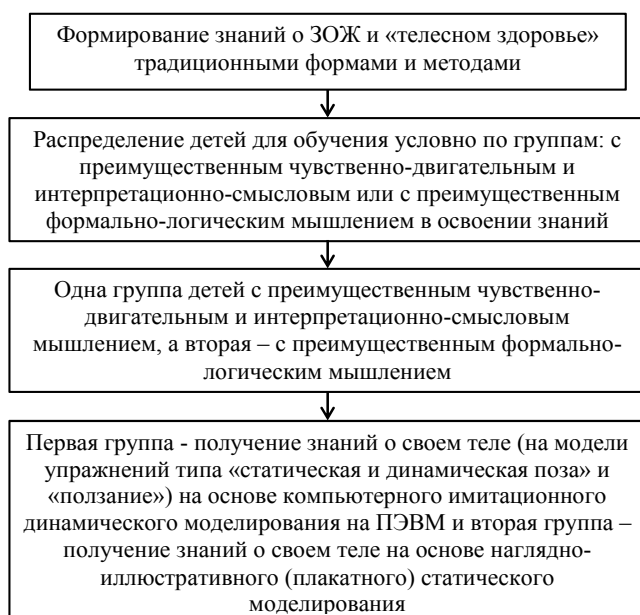 Формирование знаний о ЗОЖ и «телесном здоровье»
традиционными формами и методами
Распределение детей для обучения условно по группам: с
преимущественным чувственно-двигательным и
интерпретационно-смысловым или с преимущественным
формально-логическим мышлением в освоении знаний
Одна группа детей с преимущественным чувственно-
двигательным и интерпретационно-смысловым
мышлением, а вторая – с преимущественным формально-
логическим мышлением
Первая группа - получение знаний о своем теле (на модели
упражнений типа «статическая и динамическая поза» и
«ползание») на основе компьютерного имитационного
динамического моделирования на ПЭВМ и вторая группа –
получение знаний о своем теле на основе наглядно-
иллюстративного (плакатного) статического
моделирования